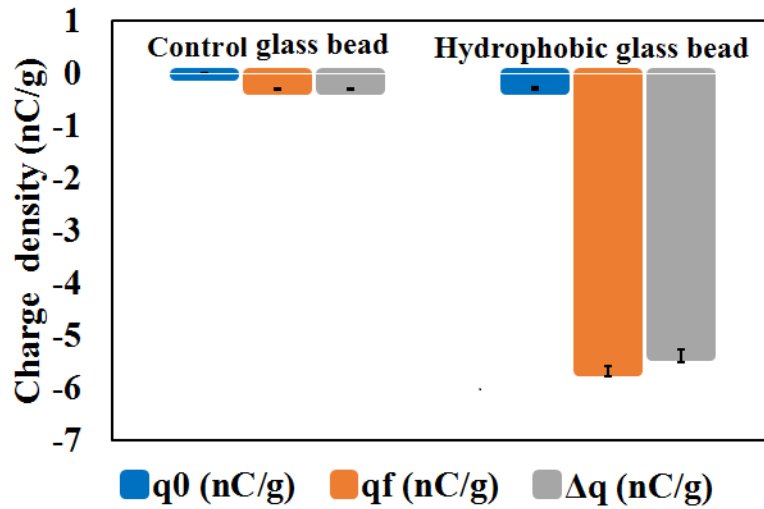 Charge density (nC/g)
1
0
-1
-2
-3
-4
-5
-6
-7
Control glass bead
Hydrophobic glass bead
q0 (nC/g) qf (nC/g) Δq (nC/g)